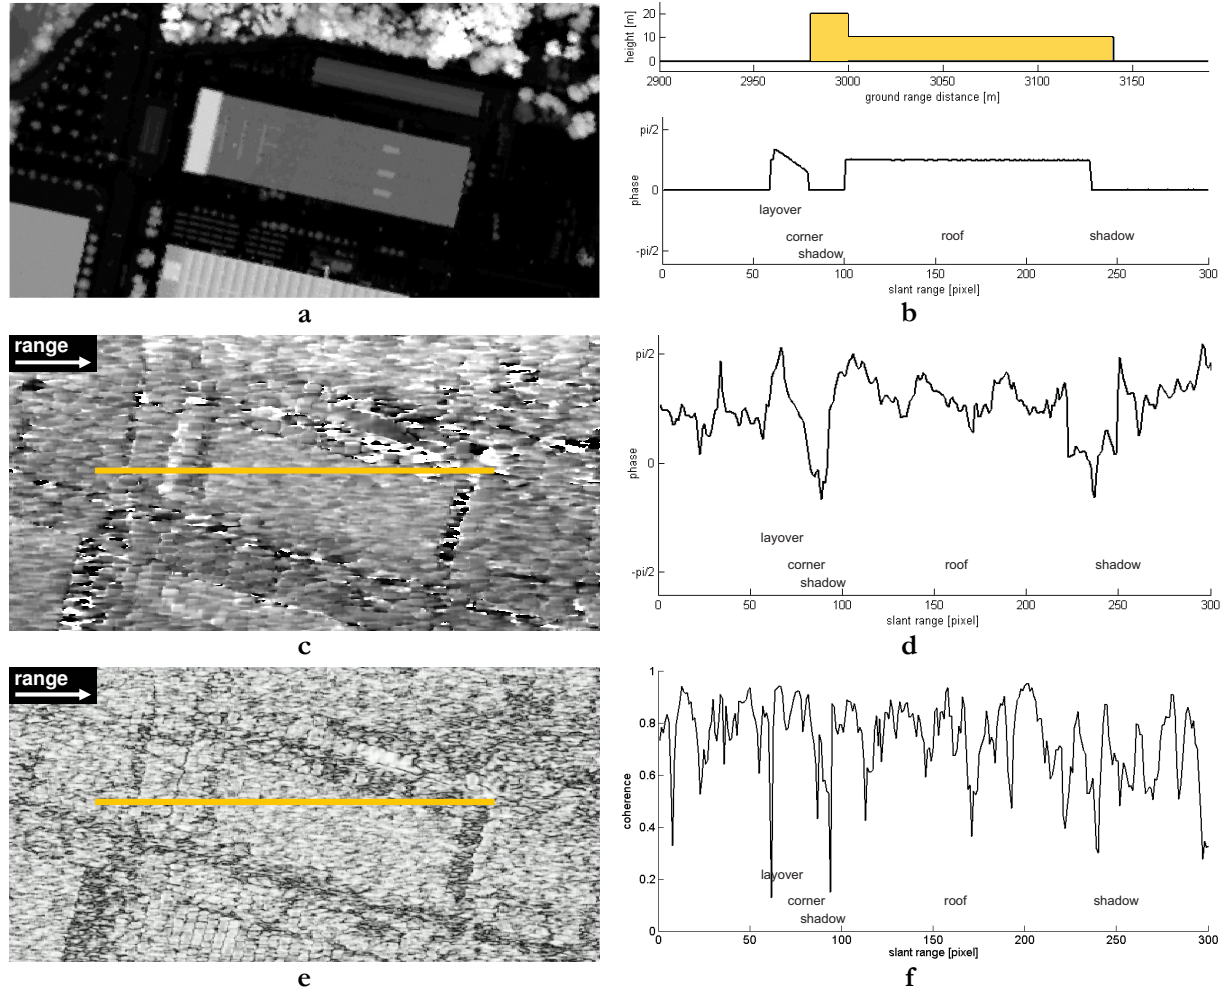 20
10
0
height [m]
2900
2950
3000
3050
3100
3150
ground range distance [m]
pi/2
0
-pi/2
phase
layover
corner
shadow
roof
shadow
0
50
100
150
200
250
300
slant range [pixel]
a
b
range
pi/2
0
-pi/2
phase
layover
corner
shadow
roof
shadow
0
50
100
150
200
250
300
slant range [pixel]
c
d
range
1
0.8
0.6
0.4
0.2
0
coherence
layover
corner
shadow
roof
shadow
0
50
100
150
200
250
300
slant range [pixel]
e
f